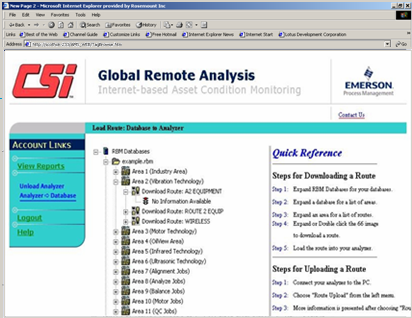 New Page 2 - Microsoft Internet Explorer provided by Rosemount Inc
File Edit View Favorites Tools Help
Back Search Favorites History
Links Best of the Web Channel Guide Customize Links Free Hotmail Internet Explorer News Internet Start Justus Development Corporation
Address Go
CSi
Global Remote Analysis
Internet-based Asset Condition Monitoring
EMERSON
Process Management
Contact Us
Load Route: Database to Analyzer
ACCOUNT LINKS
View Reports
Unload Analyzer
Analyzer Database
Logout
Help
RBM Databases
example.rbm
Area 1 (Industry Area)
Area 2 (Vibration Technology)
Download Route: A2 EQUIPMENT
No Information Available
Download Route: ROUTE 2 EQUIP
Download Route: WIRELESS
Area 3 (Motor Technology)
Area 4 (OilView Area)
Area 5 (Infrared Technology)
Area 6 (Ultrasonic Technology)
Area 7 (Alignment Jobs)
Area 8 (Analyze Jobs)
Area 9 (Balance Jobs)
Area 10 (Motor Jobs)
Area 11 (QC Jobs)
Quick Reference
Steps for Downloading a Route
Step 1: Expand RBM Databases for your databases.
Step 2: Expand a database for a list of areas.
Step 3: Expand an area for a list of routes.
Step 4: Expand or Double click the 66 image
to download a route.
Step 5: Load the route into your analyzer.
Steps for Uploading a Route
Step 1: Connect your analyzer to the PC.
Step 2: Choose "Route Upload" from the left menu.
Step 3: More information is presented after choosing "Rou